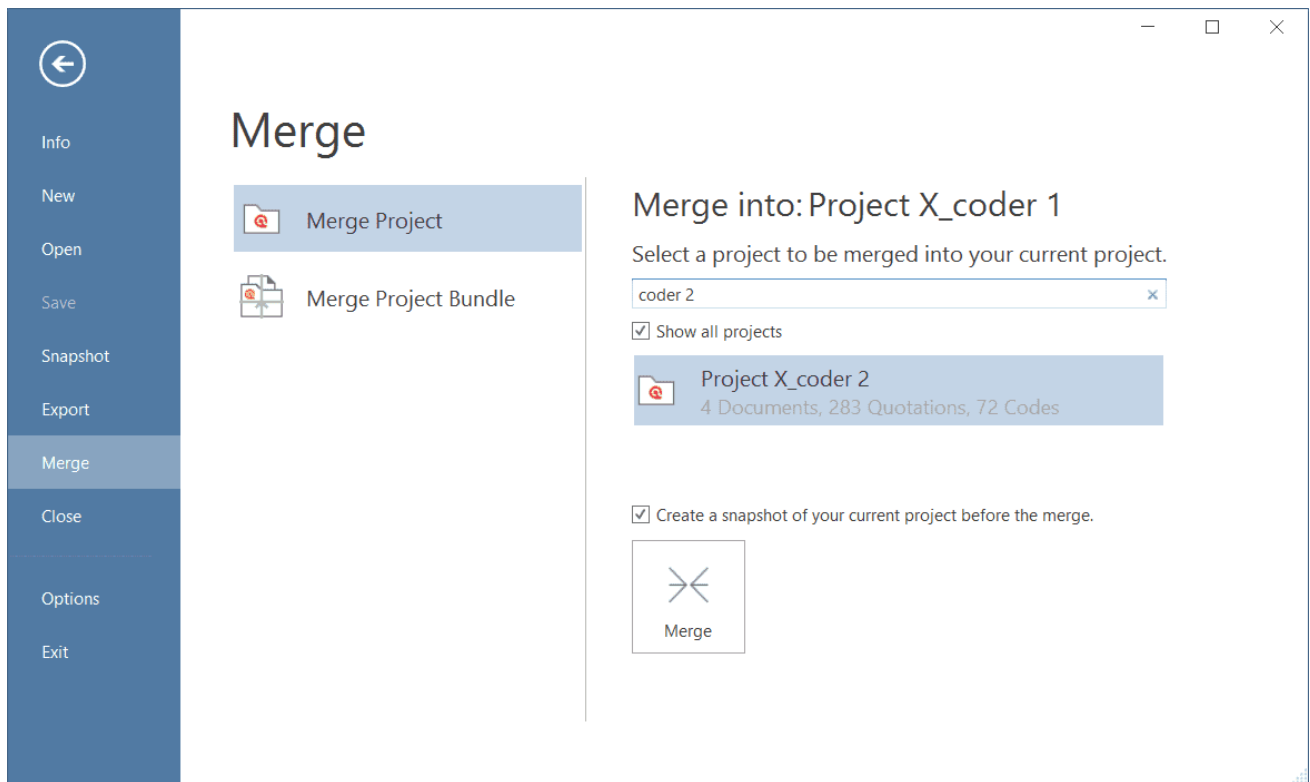 Info
New
Open
Save
Snapshot
Export
Merge
Close
Options
Exit
Merge
Merge Project
Merge Project Bundle
Merge into: Project X_coder 1
Select a project to be merged into your current project.
coder 2
Show all projects
Project X_coder 2
4 Documents, 283 Quotations, 72 Codes
Create a snapshot of your current project before the merge.
Merge